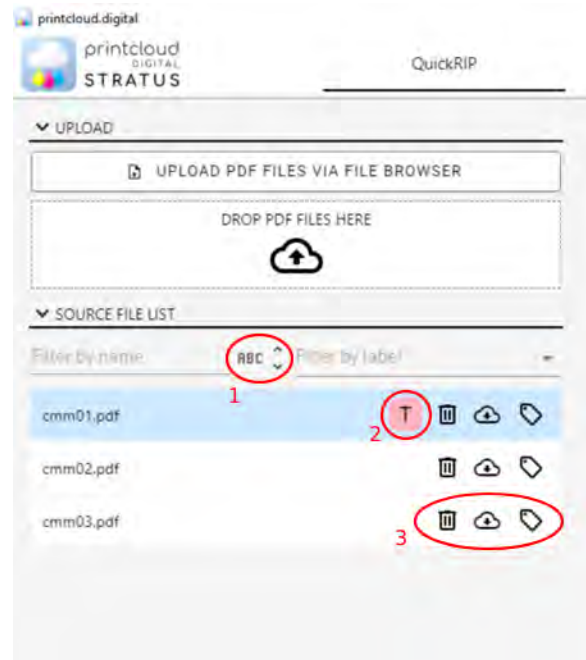 printcloud.digital
printcloud
DIGITAL
STRATUS
QuickRIP
UPLOAD
UPLOAD PDF FILES VIA FILE BROWSER
DROP PDF FILES HERE
SOURCE FILE LIST
Filter by name ABC Filter by label
1
cmm01.pdf T
2
cmm02.pdf
cmm03.pdf
3